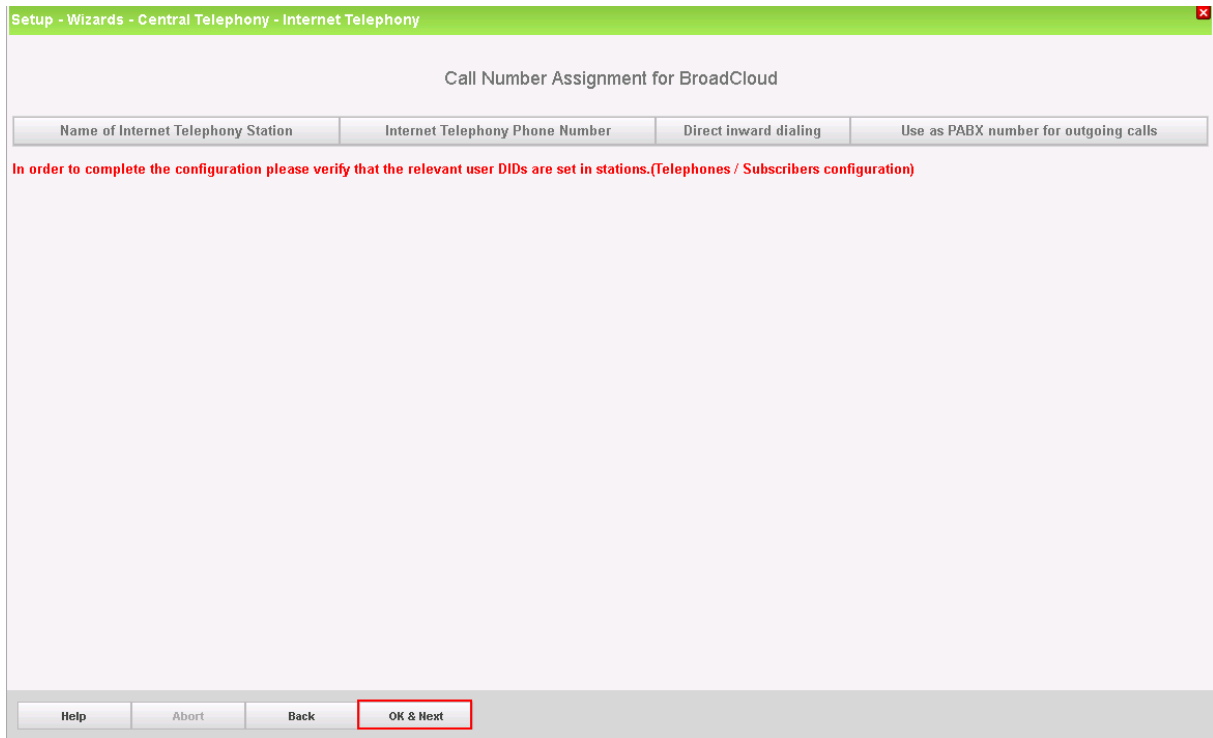 Setup - Wizards - Central Telephony - Internet Telephony
Call Number Assignment for BroadCloud
Name of Internet Telephony Station Internet Telephony Phone Number Direct inward dialing Use as PABX number for outgoing calls
In order to complete the configuration please verify that the relevant user DIDs are set in stations.(Telephones / Subscribers configuration)
Help Abort Back OK & Next